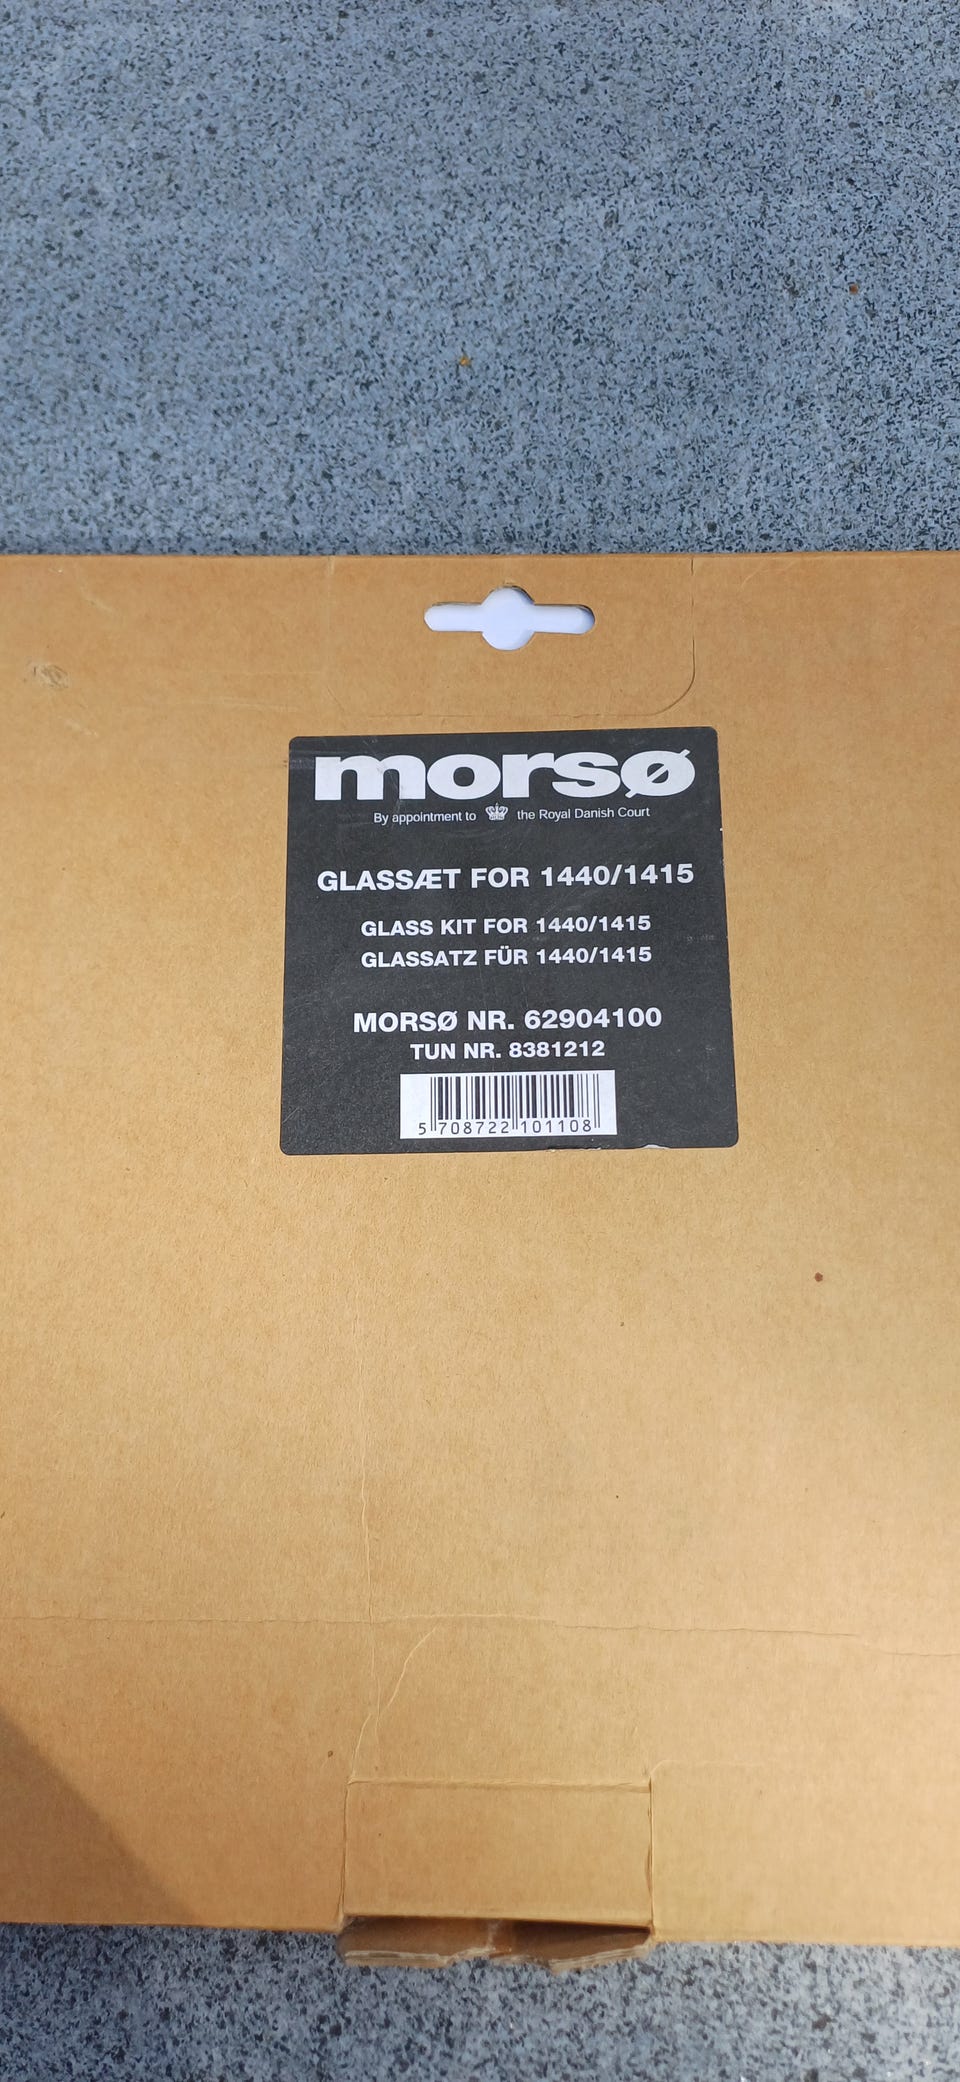 morsø
By appointment to the Royal Danish Court
GLASSÆT FOR 1440/1415
GLASS KIT FOR 1440/1415
GLASSATZ FÜR 1440/1415
MORSØ NR. 62904100
TUN NR. 8381212
5 708722 101108